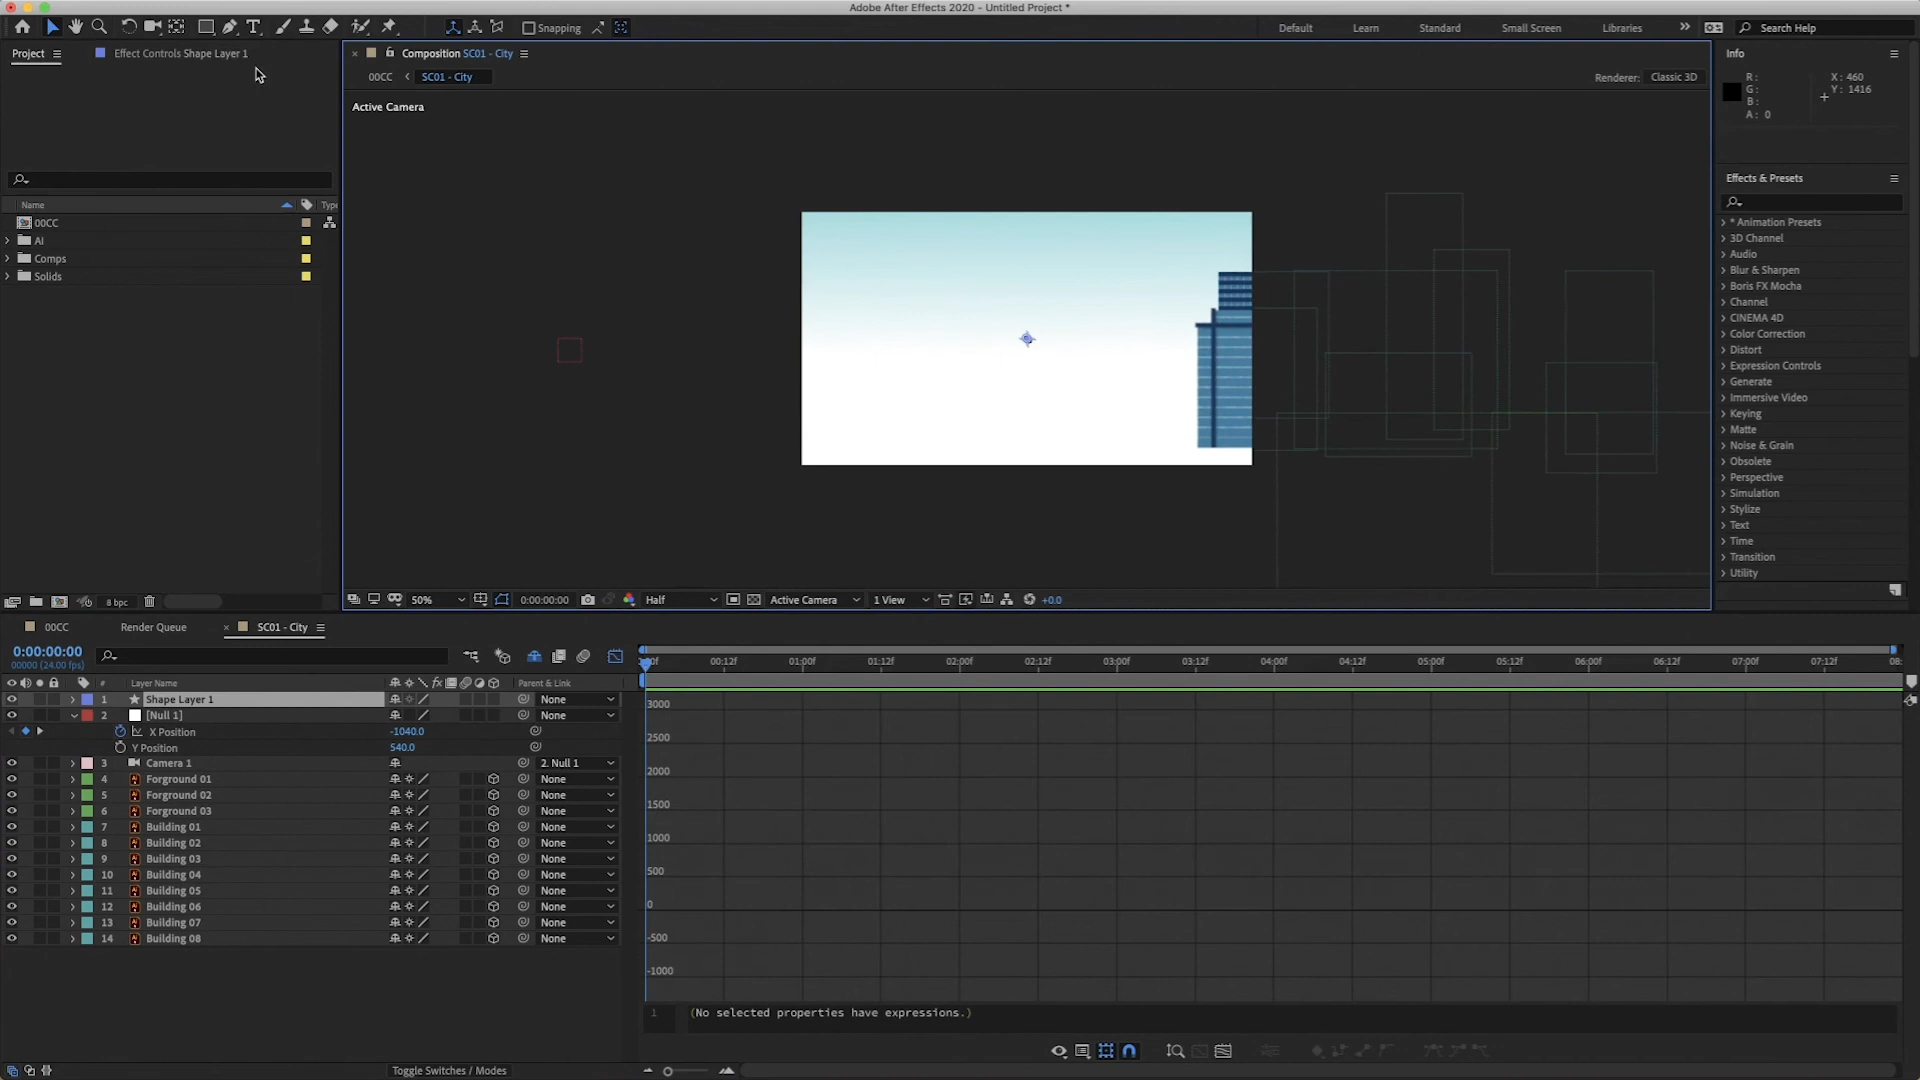 Adobe After Effects 2020 - Untitled Project *
Snapping
Default
Learn
Standard
Small Screen
Libraries
Search Help
Project
Effect Controls Shape Layer 1
Composition SC01 - City
Info
00CC
SC01 - City
Renderer:
Classic 3D
R:
G:
B:
A: 0
X: 460
Y: 1416
Active Camera
Effects & Presets
Name
Type
00CC
AI
Comps
Solids
* Animation Presets
3D Channel
Audio
Blur & Sharpen
Boris FX Mocha
Channel
CINEMA 4D
Color Correction
Distort
Expression Controls
Generate
Immersive Video
Keying
Matte
Noise & Grain
Obsolete
Perspective
Simulation
Stylize
Text
Time
Transition
Utility
8 bpc
50%
0:00:00:00
Half
Active Camera
1 View
+0.0
00CC
Render Queue
SC01 - City
0:00:00:00
00000 (24.00 fps)
00:12f
01:00f
01:12f
02:00f
02:12f
03:00f
03:12f
04:00f
04:12f
05:00f
05:12f
06:00f
06:12f
07:00f
07:12f
08:
# Layer Name
Parent & Link
1 Shape Layer 1 None
2 [Null 1] None
X Position -1040.0
Y Position 540.0
3 Camera 1 2. Null 1
4 Forground 01 None
5 Forground 02 None
6 Forground 03 None
7 Building 01 None
8 Building 02 None
9 Building 03 None
10 Building 04 None
11 Building 05 None
12 Building 06 None
13 Building 07 None
14 Building 08 None
3000
2500
2000
1500
1000
500
0
-500
-1000
1 (No selected properties have expressions.)
Toggle Switches / Modes